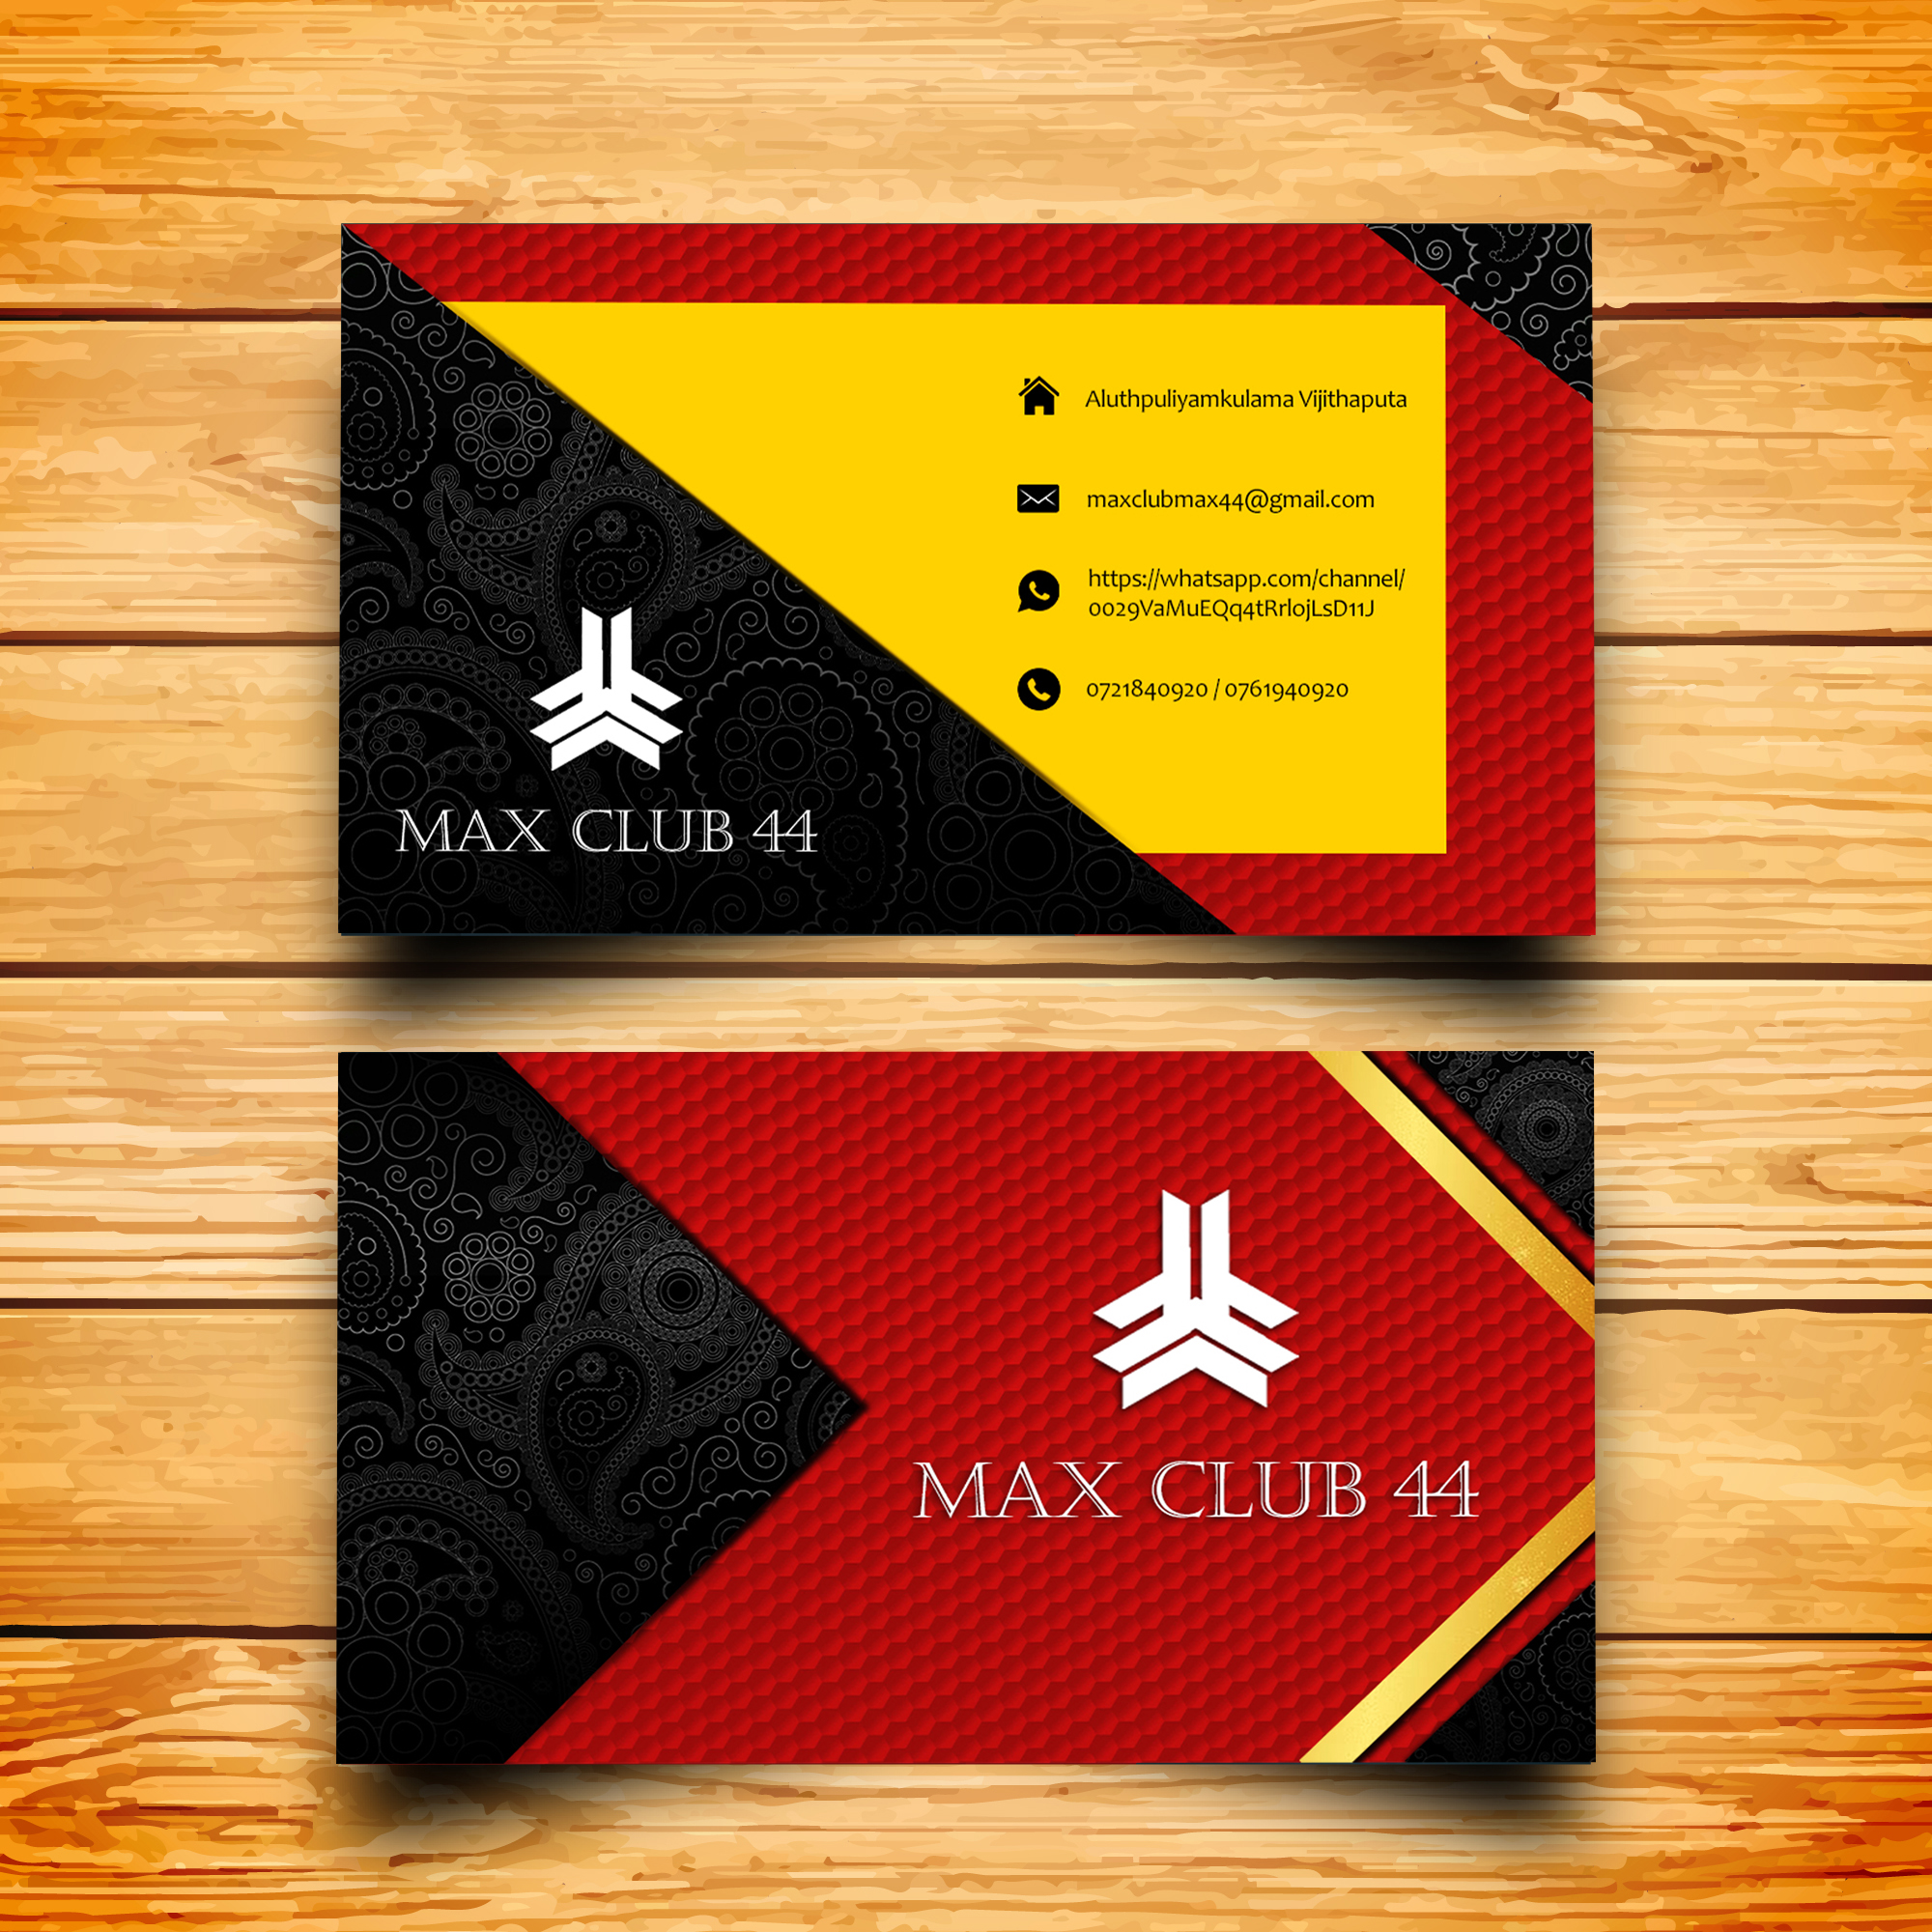 Aluthpuliyamkulama Vijithaputa
maxclubmax44@gmail.com
https://whatsapp.com/channel/
0029VaMuEQq4tRrlojLsD11J
0721840920 / 0761940920
MAX CLUB 44
MAX CLUB 44